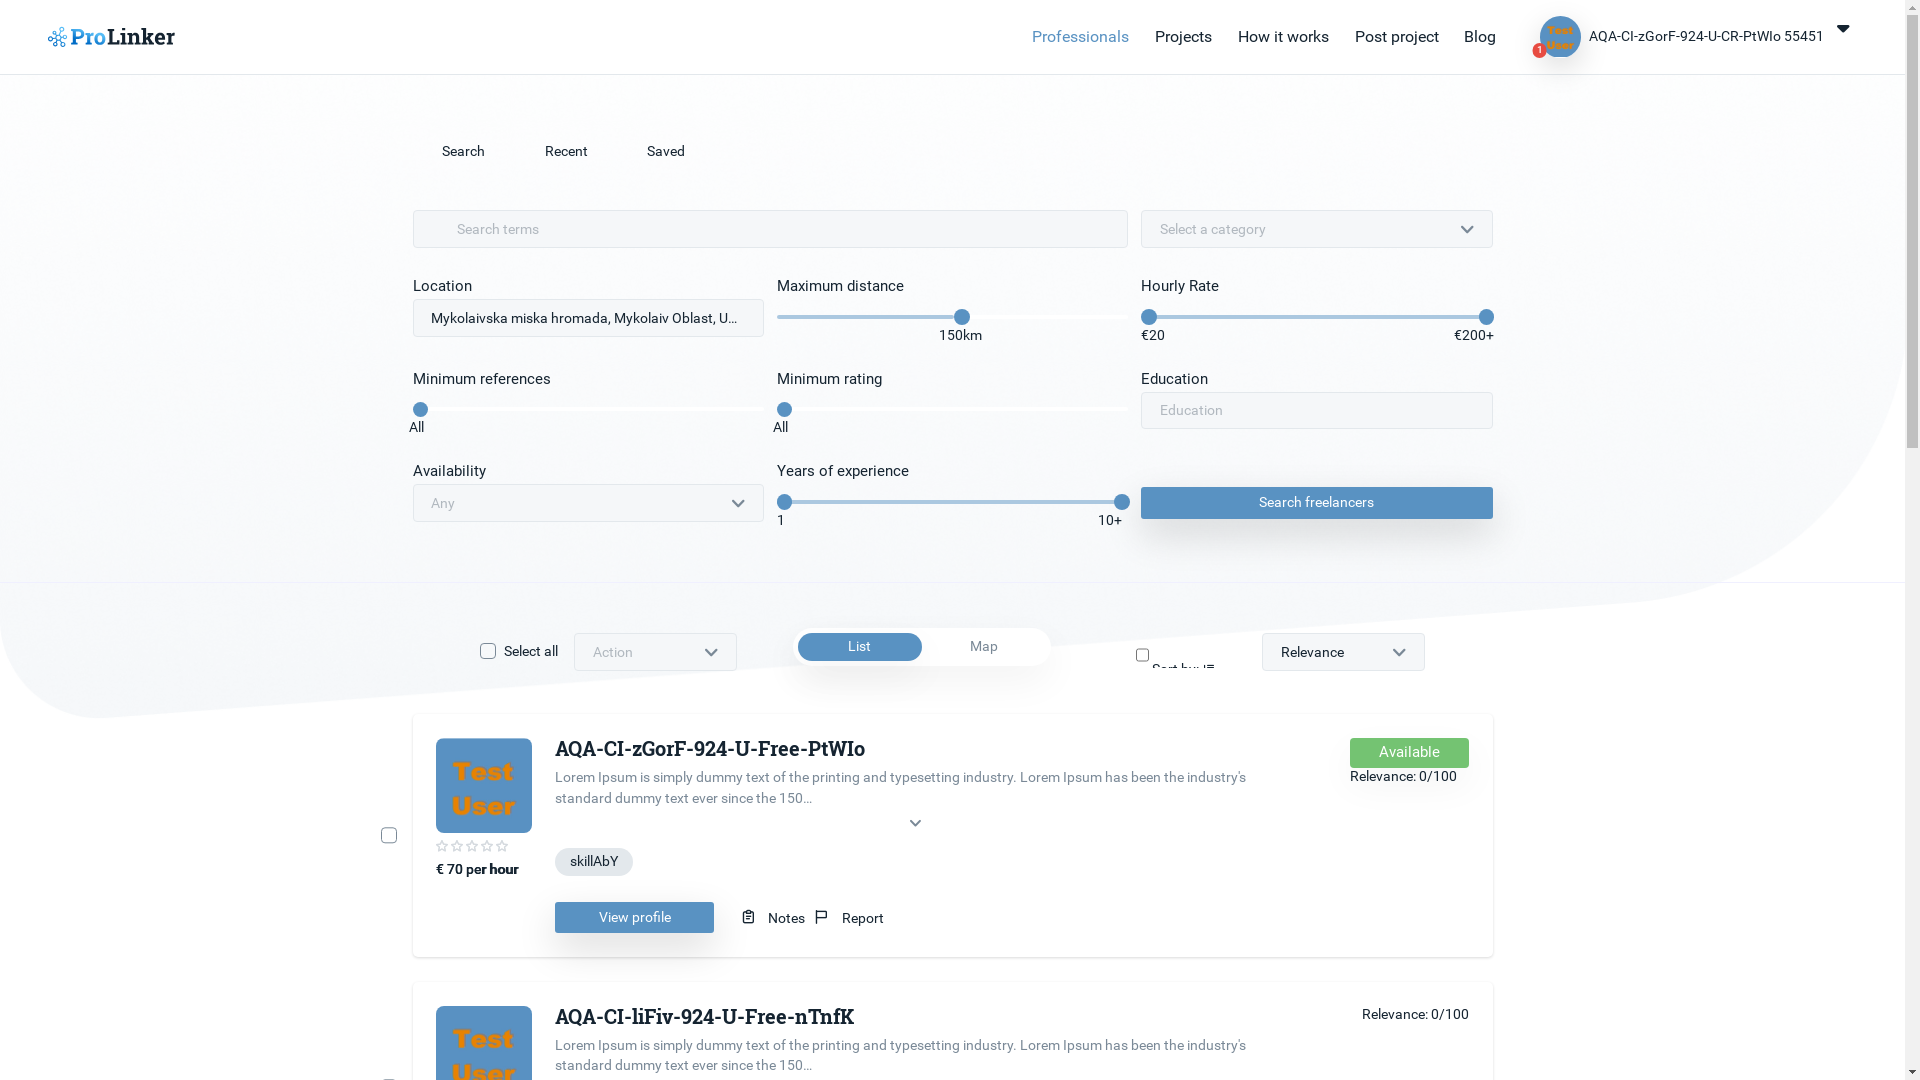 ProLinker
Professionals
Projects
How it works
Post project
Blog
Test
User
1
AQA-CI-zGorF-924-U-CR-PtWIo 55451
Search
Recent
Saved
Search terms
Select a category
Location
Maximum distance
Hourly Rate
Mykolaivska miska hromada, Mykolaiv Oblast, U...
150km
€20
€200+
Minimum references
Minimum rating
Education
All
All
Education
Availability
Years of experience
Any
1
10+
Search freelancers
Select all
Action
List
Map
Sort by:
Relevance
Test
User
AQA-CI-zGorF-924-U-Free-PtWIo
Available
Relevance: 0/100
Lorem Ipsum is simply dummy text of the printing and typesetting industry. Lorem Ipsum has been the industry's
standard dummy text ever since the 150...
€ 70 per hour
skillAbY
View profile
Notes
Report
Test
User
AQA-CI-liFiv-924-U-Free-nTnfK
Relevance: 0/100
Lorem Ipsum is simply dummy text of the printing and typesetting industry. Lorem Ipsum has been the industry's
standard dummy text ever since the 150...